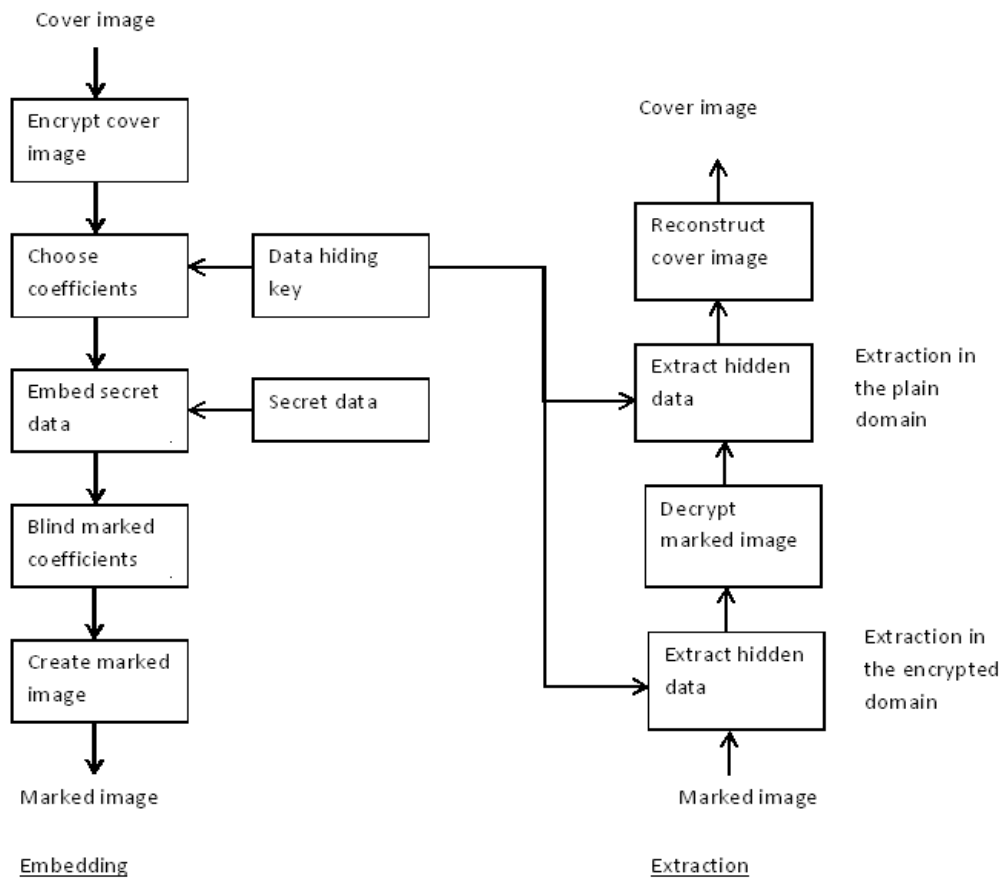 Cover image
Encrypt cover
image
Choose
coefficients
Data hiding
key
Embed secret
data
Secret data
Blind marked
coefficients
Create marked
image
Marked image
Embedding
Cover image
Reconstruct
cover image
Extract hidden
data
Extraction in
the plain
domain
Decrypt
marked image
Extract hidden
data
Extraction in
the encrypted
domain
Marked image
Extraction